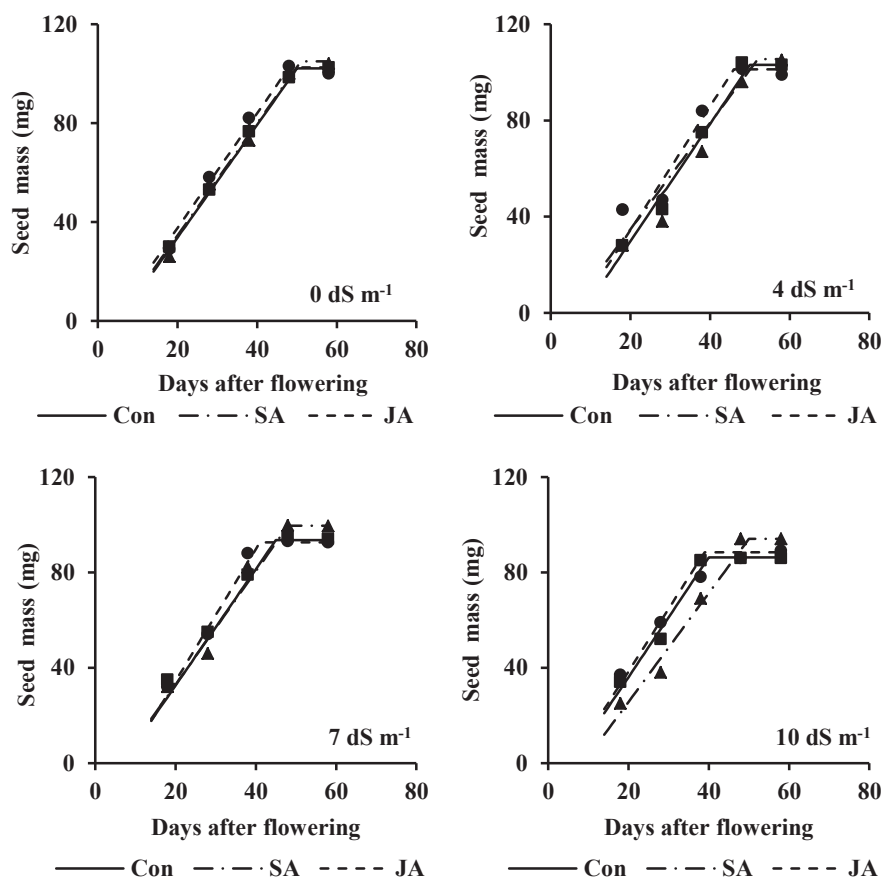 120
80
40
0
Seed mass (mg)
0 dS m⁻¹
0 20 40 60 80
Days after flowering
Con SA JA
120
80
40
0
Seed mass (mg)
4 dS m⁻¹
0 20 40 60 80
Days after flowering
Con SA JA
120
80
40
0
Seed mass (mg)
7 dS m⁻¹
0 20 40 60 80
Days after flowering
Con SA JA
120
80
40
0
Seed mass (mg)
10 dS m⁻¹
0 20 40 60 80
Days after flowering
Con SA JA